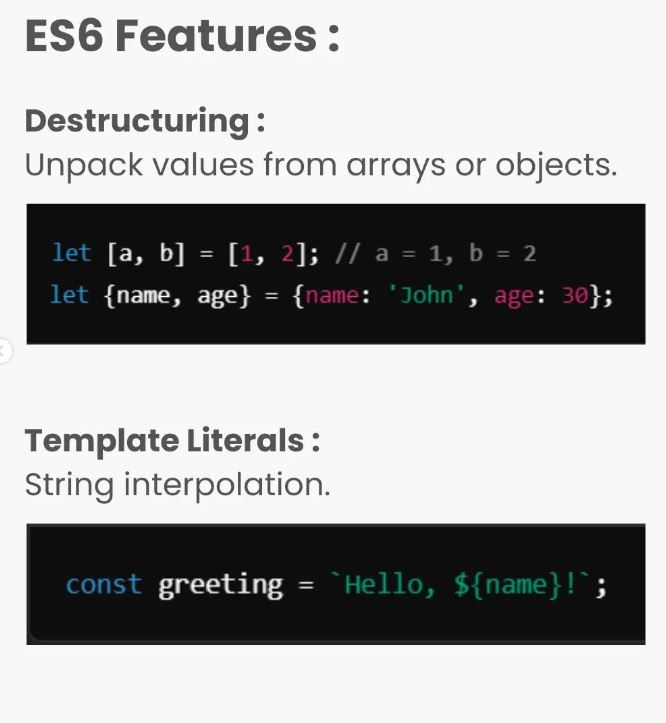 ES6 Features :
Destructuring :
Unpack values from arrays or objects.
let [a, b] = [1, 2]; // a = 1, b = 2
let {name, age} = {name: 'John', age: 30};
Template Literals :
String interpolation.
const greeting = `Hello, ${name}!`;